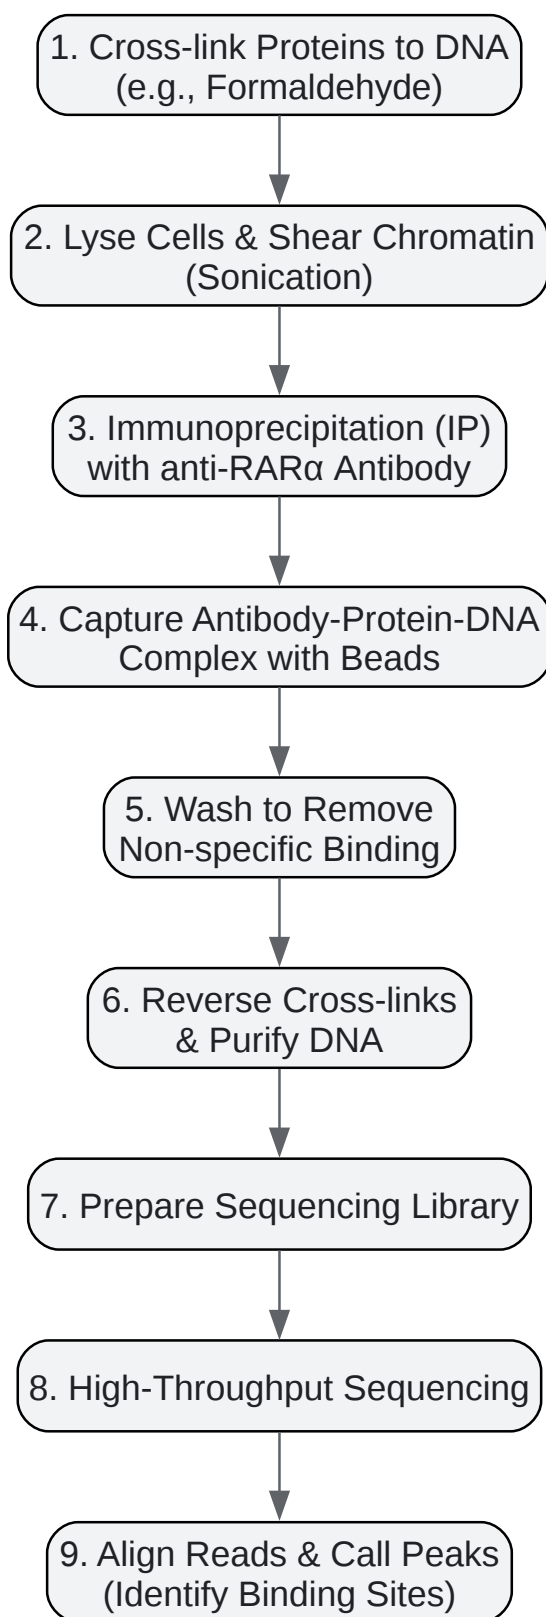 1. Cross-link Proteins to DNA
(e.g., Formaldehyde)
2. Lyse Cells & Shear Chromatin
(Sonication)
3. Immunoprecipitation (IP)
with anti-RARα Antibody
4. Capture Antibody-Protein-DNA
Complex with Beads
5. Wash to Remove
Non-specific Binding
6. Reverse Cross-links
& Purify DNA
7. Prepare Sequencing Library
8. High-Throughput Sequencing
9. Align Reads & Call Peaks
(Identify Binding Sites)